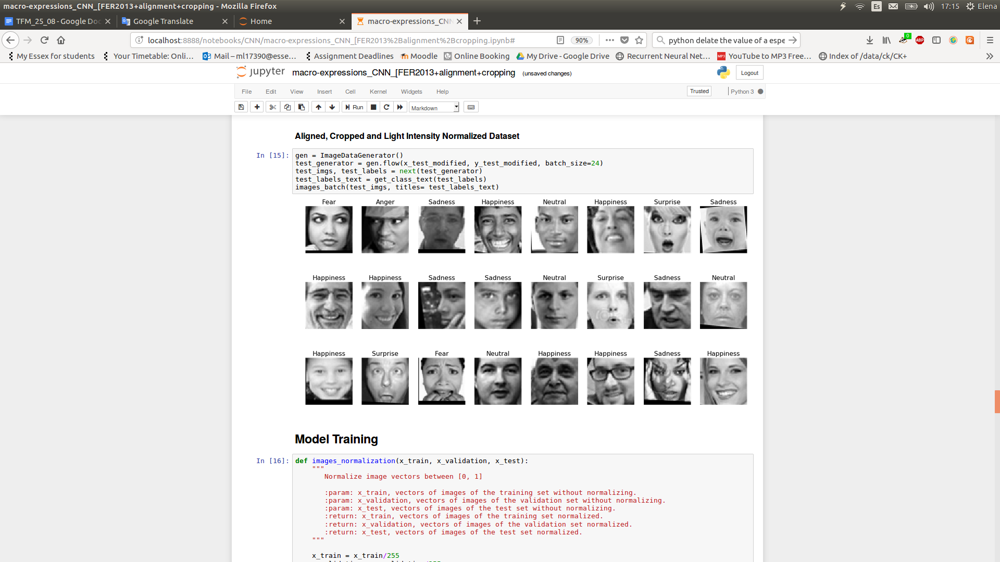 macro-expressions_CNN_[FER2013+alignment+cropping - Mozilla Firefox
Es
17:15
Elena
TFM_25_08 - Google Doc
Google Translate
Home
macro-expressions_CNN
localhost:8888/notebooks/CNN/macro-expressions_CNN_[FER2013%2Balignment%2Bcropping.ipynb#
90%
python delate the value of a espe
0
ABP
My Essex for students
Your Timetable: Onli...
Mail – ml17390@esse...
Assignment Deadlines
Moodle
Online Booking
My Drive - Google Drive
Recurrent Neural Net...
MP3
YouTube to MP3 Free...
Index of /data/ck/CK+
jupyter
macro-expressions_CNN_[FER2013+alignment+cropping
(unsaved changes)
Logout
File Edit View Insert Cell Kernel Widgets Help
Trusted
Python 3
Run
Markdown
Aligned, Cropped and Light Intensity Normalized Dataset
In [15]:
gen = ImageDataGenerator()
test_generator = gen.flow(x_test_modified, y_test_modified, batch_size=24)
test_imgs, test_labels = next(test_generator)
test_labels_text = get_class_text(test_labels)
images_batch(test_imgs, titles= test_labels_text)
Fear Anger Sadness Happiness Neutral Happiness Surprise Sadness
Happiness Happiness Sadness Sadness Neutral Surprise Sadness Neutral
Happiness Surprise Fear Neutral Happiness Happiness Sadness Happiness
Model Training
In [16]:
def images_normalization(x_train, x_validation, x_test):
"""
Normalize image vectors between [0, 1]
:param: x_train, vectors of images of the training set without normalizing.
:param: x_validation, vectors of images of the validation set without normalizing.
:param: x_test, vectors of images of the test set without normalizing.
:return: x_train, vectors of images of the training set normalized.
:return: x_validation, vectors of images of the validation set normalized.
:return: x_test, vectors of images of the test set normalized.
"""
x_train = x_train/255